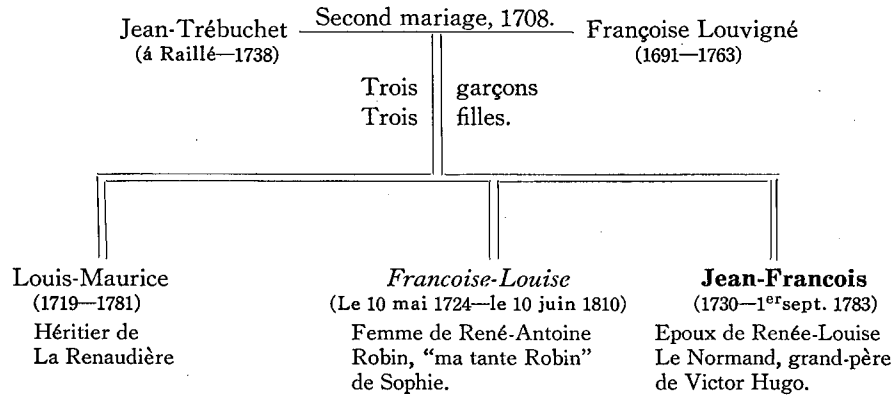 Second mariage, 1708.
Jean-Trébuchet
(á Raillé—1738)
Françoise Louvigné
(1691—1763)
Trois garçons
Trois filles.
Louis-Maurice
(1719—1781)
Héritier de
La Renaudière
Francoise-Louise
(Le 10 mai 1724—le 10 juin 1810)
Femme de René-Antoine
Robin, “ma tante Robin”
de Sophie.
Jean-Francois
(1730—1er sept. 1783)
Epoux de Renée-Louise
Le Normand, grand-père
de Victor Hugo.